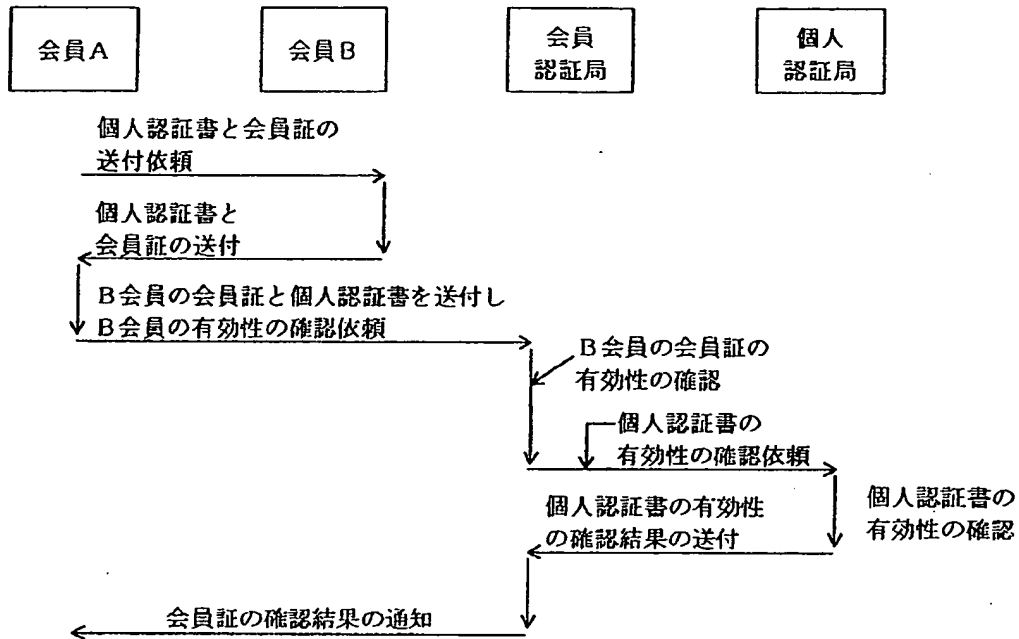 会員A
会員B
会員
認証局
個人
認証局
個人認証書と会員証の
送付依頼
個人認証書と
会員証の送付
B会員の会員証と個人認証書を送付し
B会員の有効性の確認依頼
B会員の会員証の
有効性の確認
個人認証書の
有効性の確認依頼
個人認証書の有効性
の確認結果の送付
個人認証書の
有効性の確認
会員証の確認結果の通知